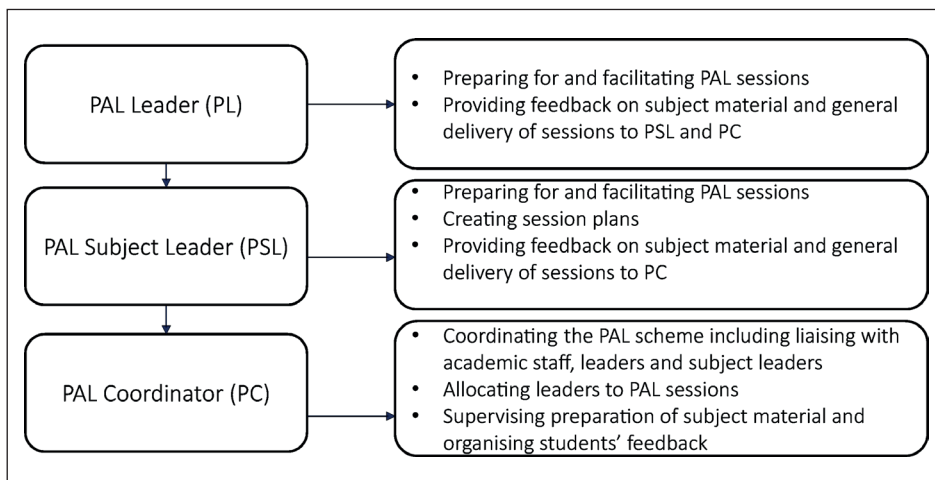 PAL Leader (PL)
• Preparing for and facilitating PAL sessions
• Providing feedback on subject material and general
delivery of sessions to PSL and PC
PAL Subject Leader (PSL)
• Preparing for and facilitating PAL sessions
• Creating session plans
• Providing feedback on subject material and general
delivery of sessions to PC
PAL Coordinator (PC)
• Coordinating the PAL scheme including liaising with
academic staff, leaders and subject leaders
• Allocating leaders to PAL sessions
• Supervising preparation of subject material and
organising students’ feedback